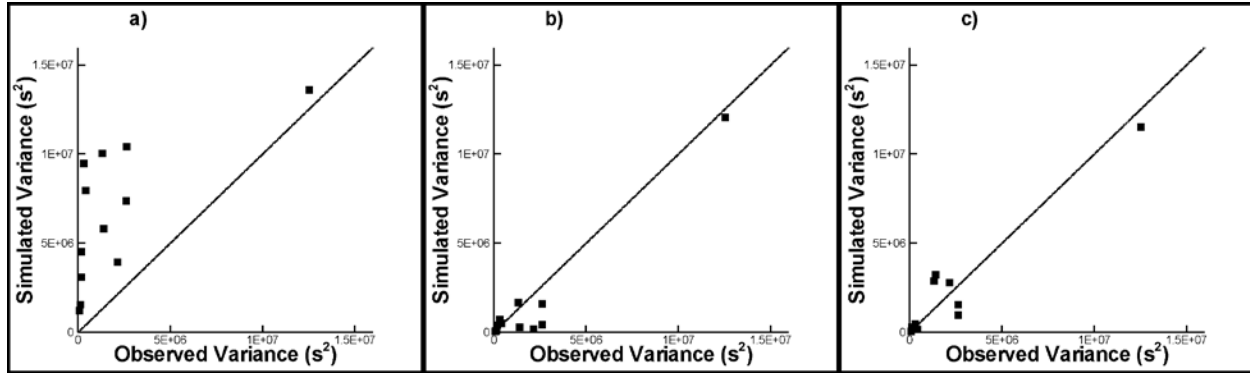 a)
Simulated Variance (s²)
1.5E+07
1E+07
5E+06
0
0 5E+06 1E+07 1.5E+07
Observed Variance (s²)
b)
Simulated Variance (s²)
1.5E+07
1E+07
5E+06
0
0 5E+06 1E+07 1.5E+07
Observed Variance (s²)
c)
Simulated Variance (s²)
1.5E+07
1E+07
5E+06
0
0 5E+06 1E+07 1.5E+07
Observed Variance (s²)